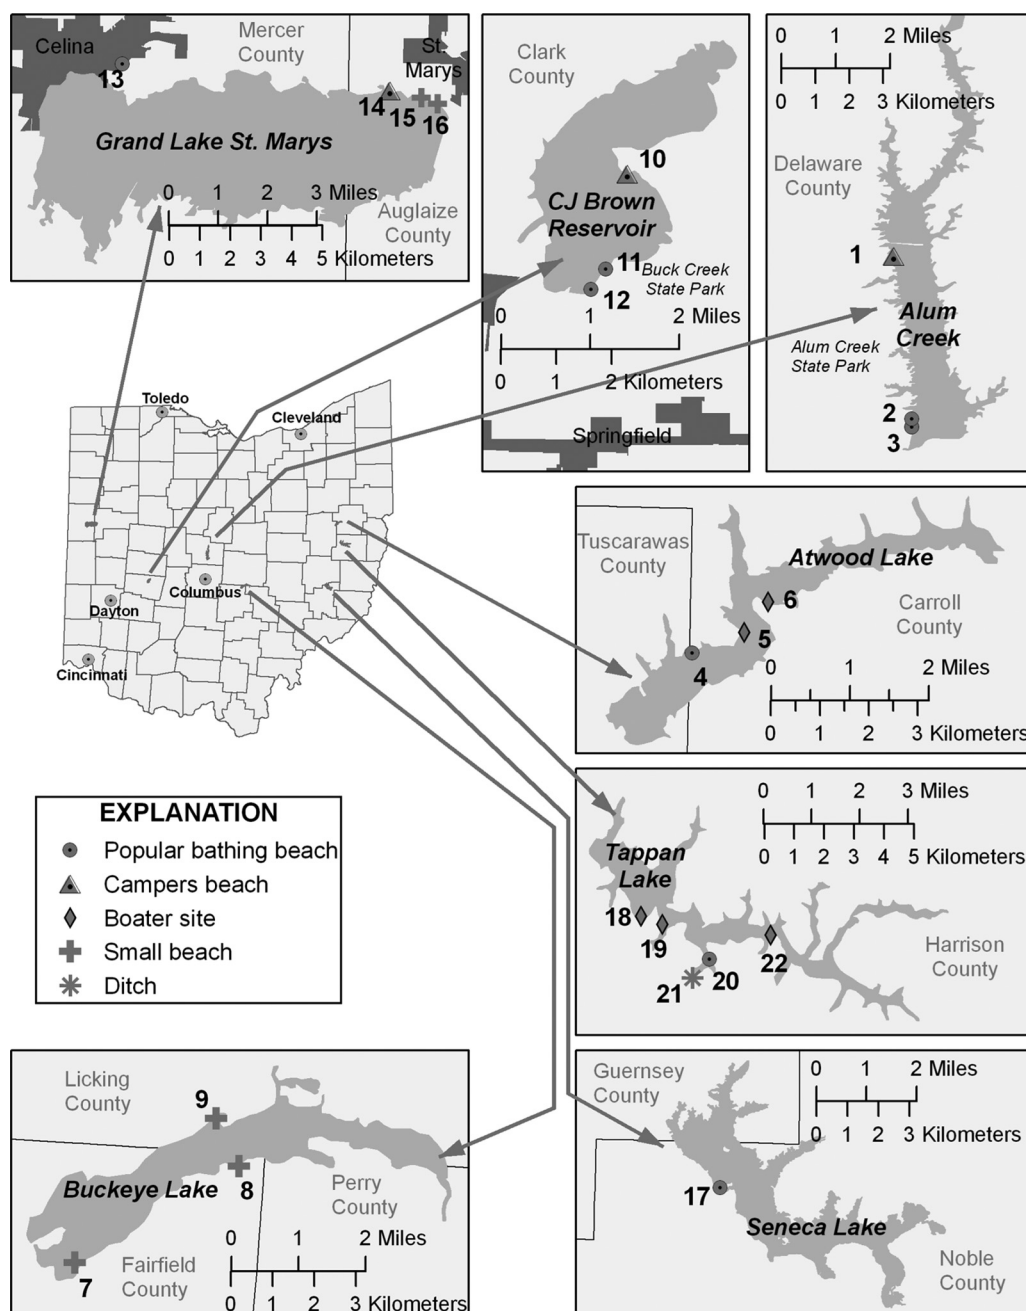 Celina
Mercer
County
St.
Marys
13
14
15
16
Grand Lake St. Marys
0 1 2 3 Miles
Auglaize
County
0 1 2 3 4 5
Kilometers
Clark
County
10
CJ Brown
Reservoir
11
Buck Creek
State Park
12
0 1 2 Miles
0 1 2 Kilometers
Springfield
0 1 2 Miles
0 1 2 3 Kilometers
Delaware
County
1
Alum
Creek
Alum Creek
State Park
2
3
Toledo
Cleveland
Columbus
Dayton
Cincinnati
Tuscarawas
County
Atwood Lake
6
Carroll
County
5
4
0 1 2 Miles
0 1 2 3
Kilometers
EXPLANATION
Popular bathing beach
Campers beach
Boater site
Small beach
Ditch
0 1 2 3 Miles
0 1 2 3 4 5 Kilometers
Tappan
Lake
18
19
22
20
21
Harrison
County
Licking
County
9
Buckeye Lake
8
Perry
County
7
Fairfield
County
0 1 2 Miles
0 1 2 3 Kilometers
Guernsey
County
0 1 2 Miles
0 1 2 3 Kilometers
17
Seneca Lake
Noble
County